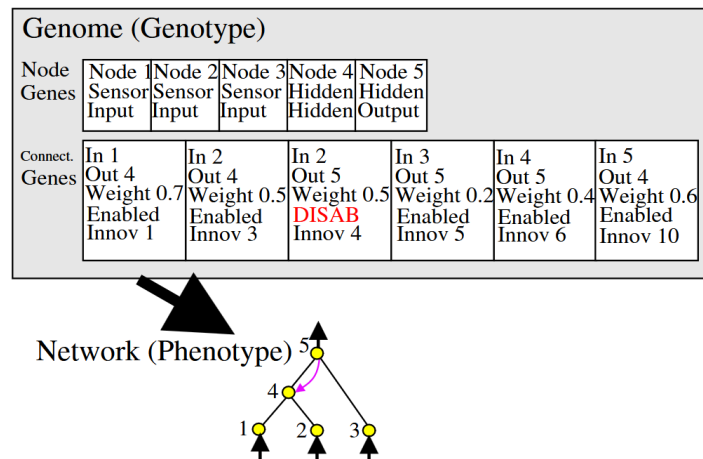 Genome (Genotype)
Node Genes
Node 1 Sensor Input
Node 2 Sensor Input
Node 3 Sensor Input
Node 4 Hidden Hidden
Node 5 Hidden Output
Connect. Genes
In 1
Out 4
Weight 0.7
Enabled
Innov 1
In 2
Out 4
Weight 0.5
Enabled
Innov 3
In 2
Out 5
Weight 0.5
DISAB
Innov 4
In 3
Out 5
Weight 0.2
Enabled
Innov 5
In 4
Out 5
Weight 0.4
Enabled
Innov 6
In 5
Out 4
Weight 0.6
Enabled
Innov 10
Network (Phenotype)
5
4
1
2
3